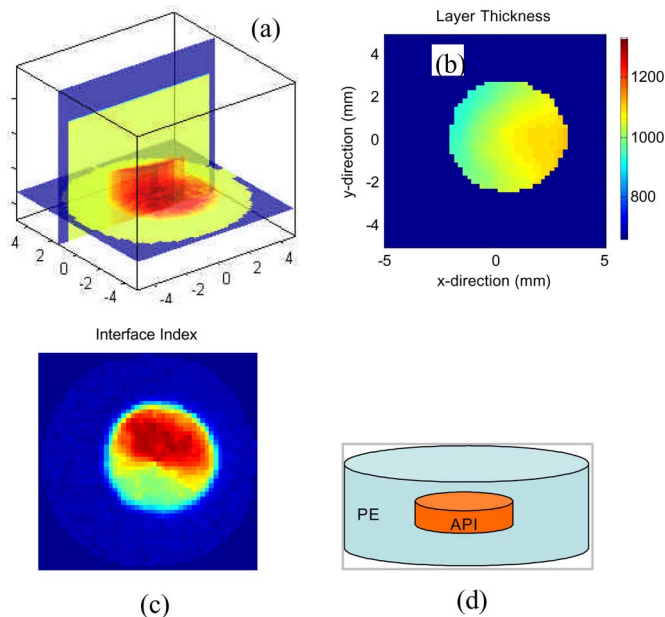 (a)
4
2
0
-2
-4
-4
-2
0
2
4
Layer Thickness
(b)
4
2
0
-2
-4
y-direction (mm)
-5
0
5
x-direction (mm)
1200
1000
800
Interface Index
(c)
PE
API
(d)